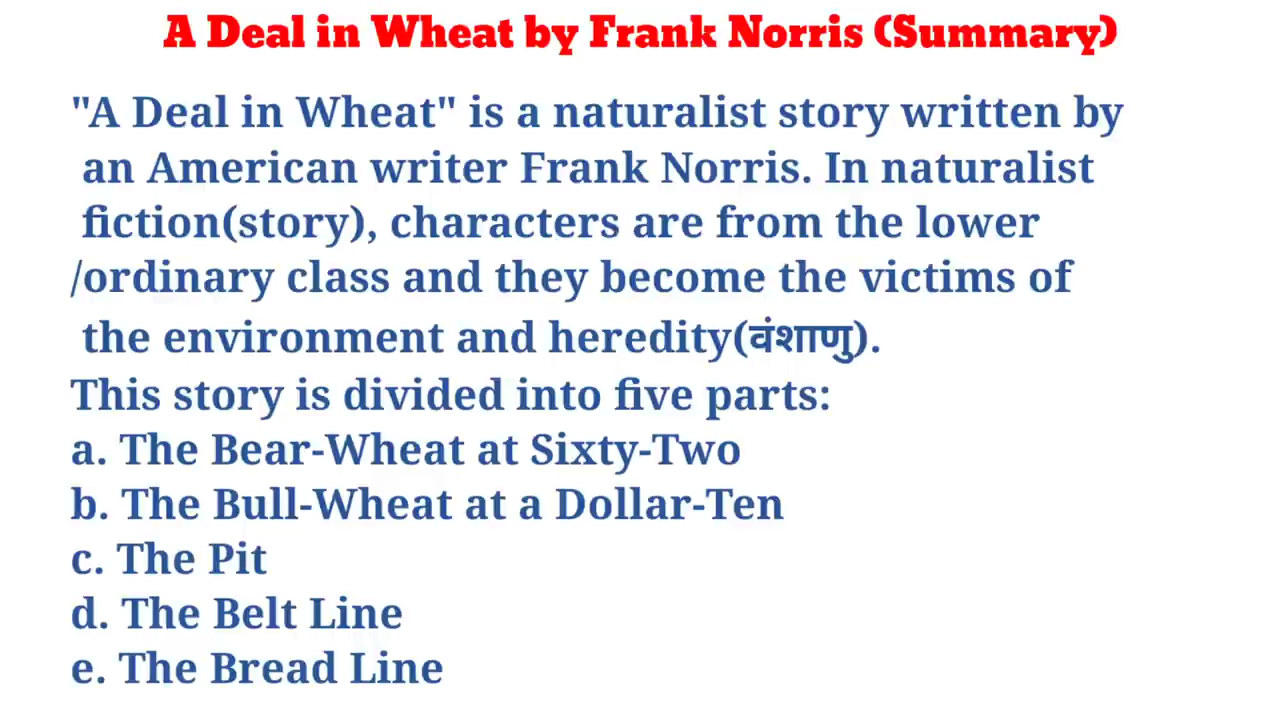 A Deal in Wheat by Frank Norris (Summary)
"A Deal in Wheat" is a naturalist story written by
an American writer Frank Norris. In naturalist
fiction(story), characters are from the lower
/ordinary class and they become the victims of
the environment and heredity(वंशाणु).
This story is divided into five parts:
a. The Bear-Wheat at Sixty-Two
b. The Bull-Wheat at a Dollar-Ten
c. The Pit
d. The Belt Line
e. The Bread Line